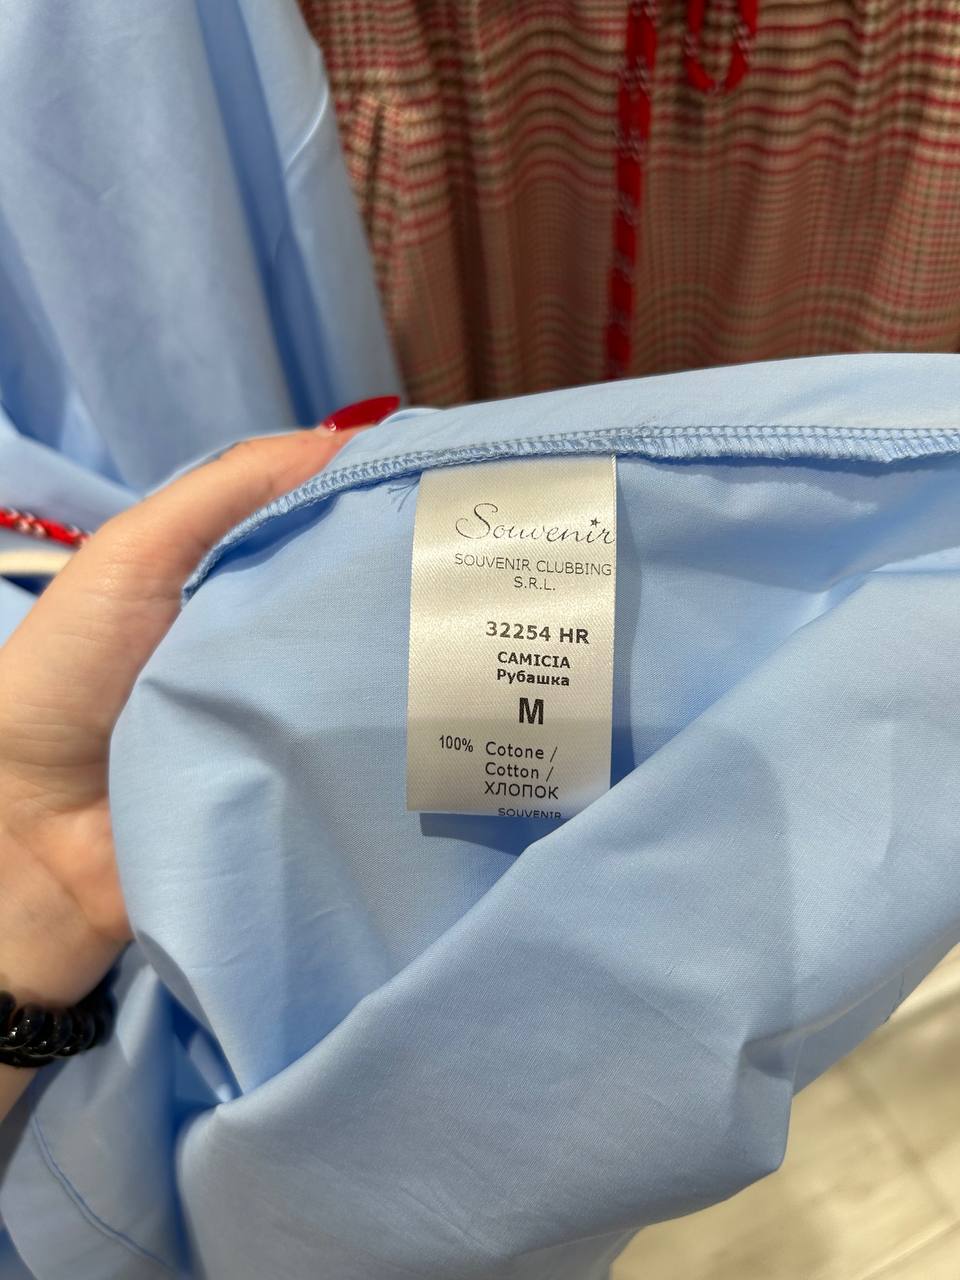 Souvenir
SOUVENIR CLUBBING
S.R.L.
32254 HR
CAMICIA
Рубашка
M
100% Cotone /
Cotton /
ХЛОПОК
SOUVENIR